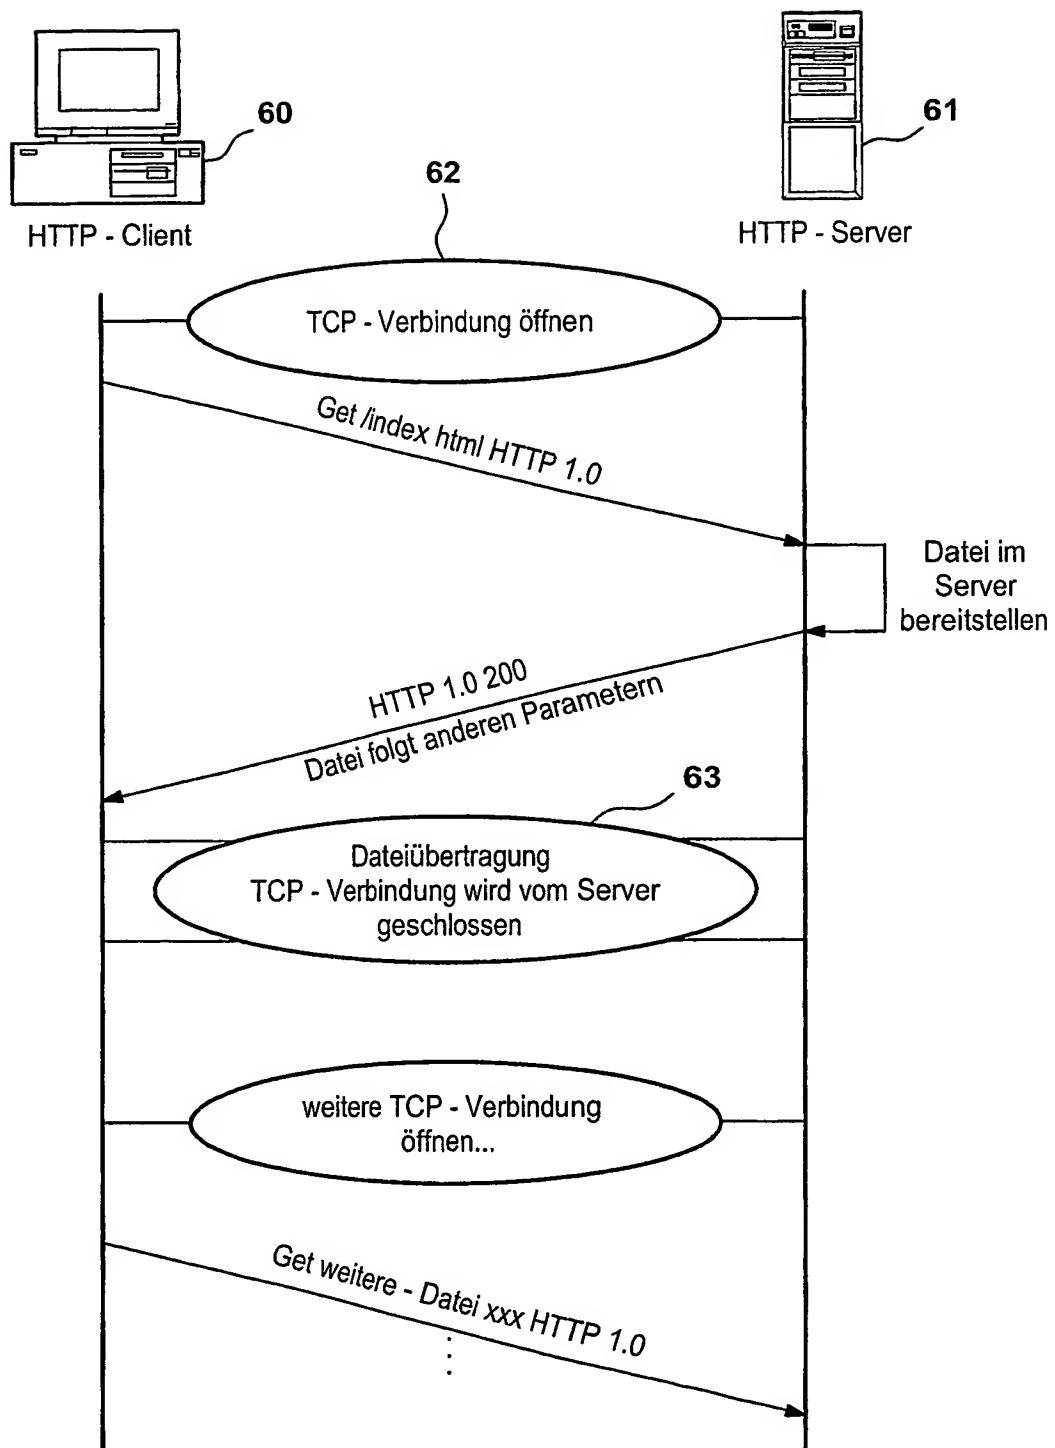 60
61
HTTP - Client
HTTP - Server
62
TCP - Verbindung öffnen
Get /index html HTTP 1.0
Datei im
Server
bereitstellen
HTTP 1.0 200
Datei folgt anderen Parametern
63
Dateiübertragung
TCP - Verbindung wird vom Server
geschlossen
weitere TCP - Verbindung
öffnen...
Get weitere - Datei xxx HTTP 1.0